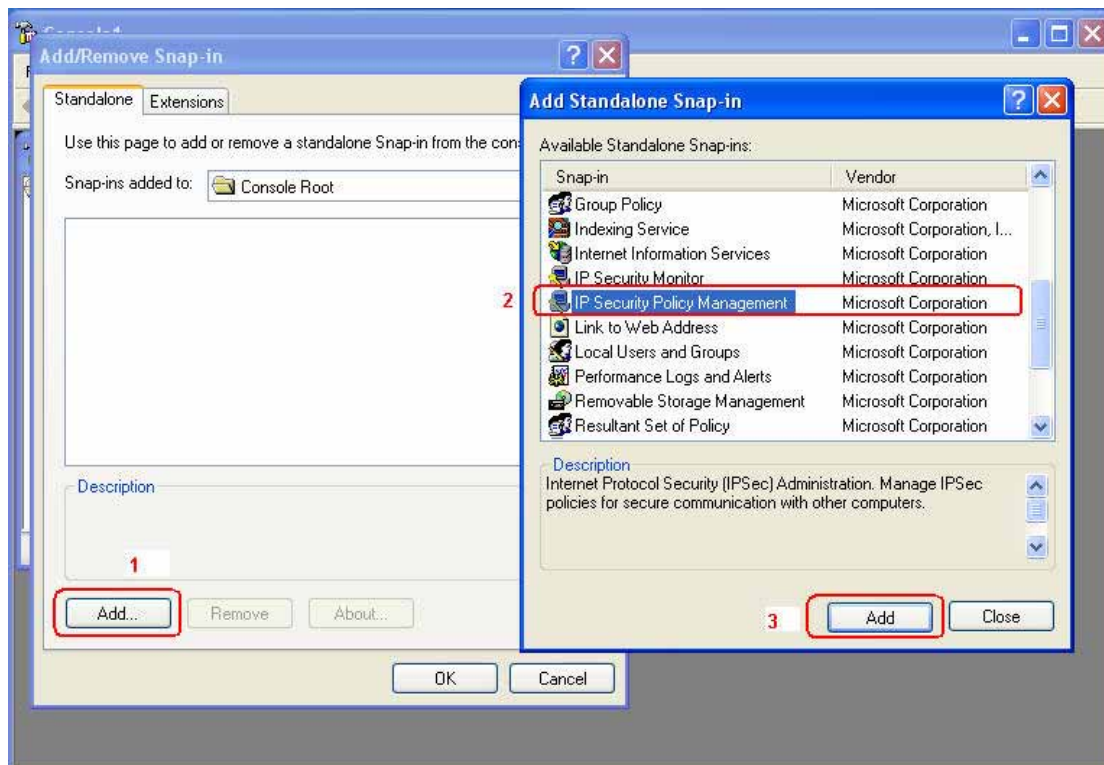 Add/Remove Snap-in
Standalone
Extensions
Use this page to add or remove a standalone Snap-in from the
Snap-ins added to:
Console Root
Description
1
Add...
Remove
About...
OK
Cancel
Add Standalone Snap-in
Available Standalone Snap-ins:
Snap-in Vendor
Group Policy Microsoft Corporation
Indexing Service Microsoft Corporation, I...
Internet Information Services Microsoft Corporation
IP Security Monitor Microsoft Corporation
2 IP Security Policy Management Microsoft Corporation
Link to Web Address Microsoft Corporation
Local Users and Groups Microsoft Corporation
Performance Logs and Alerts Microsoft Corporation
Removable Storage Management Microsoft Corporation
Resultant Set of Policy Microsoft Corporation
Description
Internet Protocol Security (IPSec) Administration. Manage IPSec
policies for secure communication with other computers.
3
Add
Close